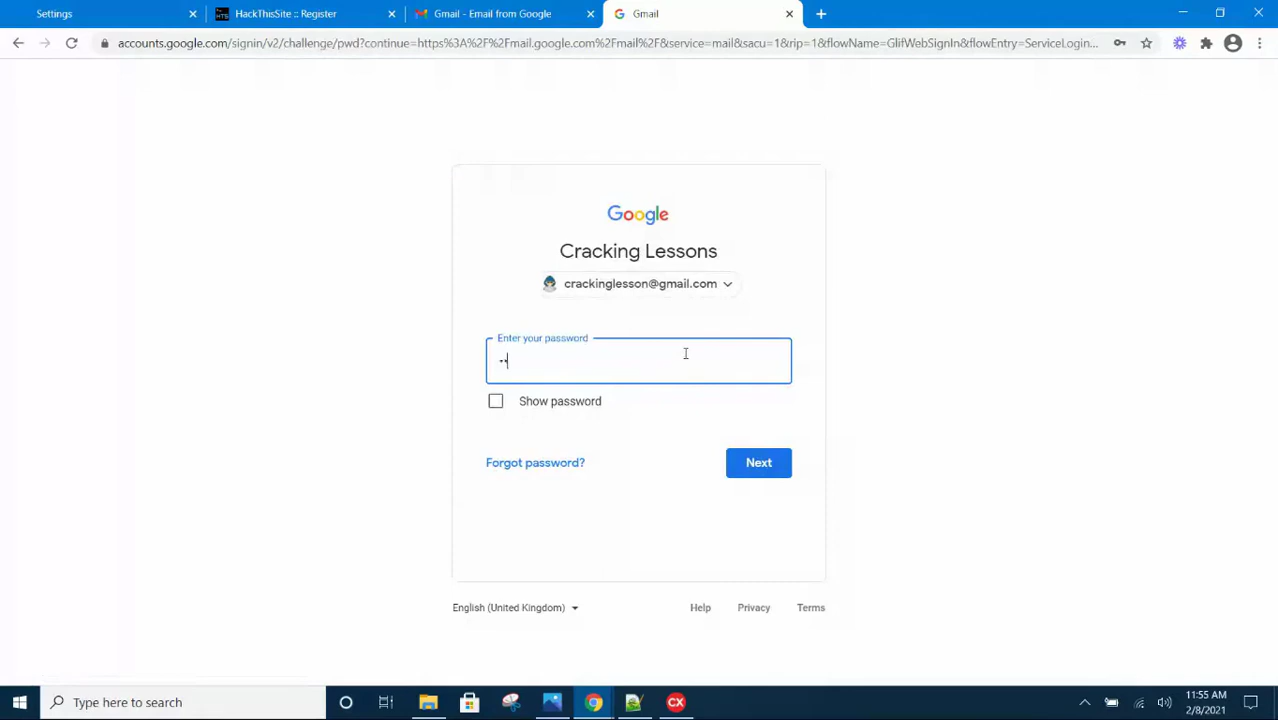 Settings
HackThisSite :: Register
Gmail - Email from Google
Gmail
accounts.google.com/signin/v2/challenge/pwd?continue=https%3A%2F%2Fmail.google.com%2Fmail%2F&service=mail&sacu=1&rip=1&flowName=GlifWebSignIn&flowEntry=ServiceLogin...
Google
Cracking Lessons
crackinglesson@gmail.com
Enter your password
Show password
Forgot password?
Next
English (United Kingdom)
Help
Privacy
Terms
Type here to search
CX
11:55 AM
2/8/2021